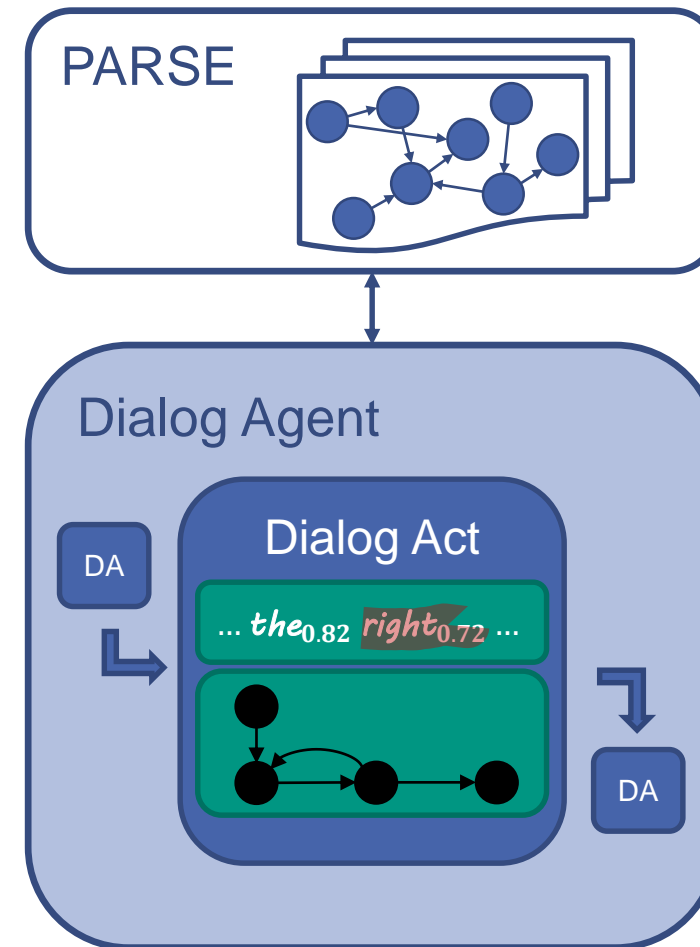 PARSE
Dialog Agent
DA
Dialog Act
... the0.82 right0.72 ...
DA